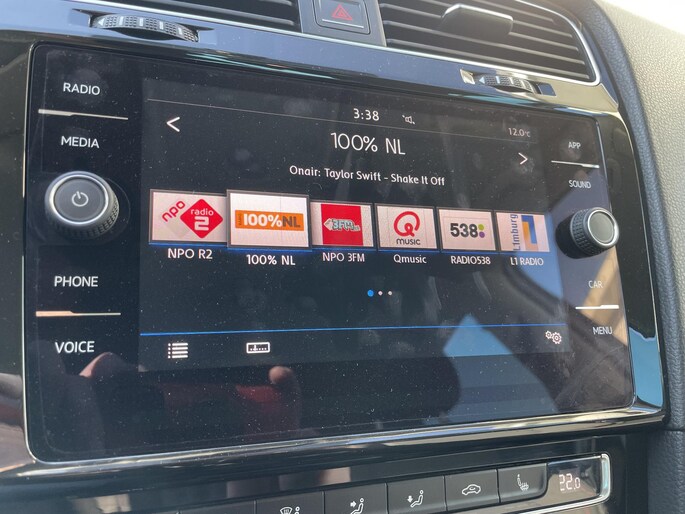 RADIO
MEDIA
PHONE
VOICE
3:38
12.0°C
100% NL
Onair: Taylor Swift - Shake It Off
npo radio 2
100%NL
Q music
538
L1mburg
NPO R2
100% NL
NPO 3FM
Qmusic
RADIO538
L1 RADIO
APP
SOUND
CAR
MENU
22.0